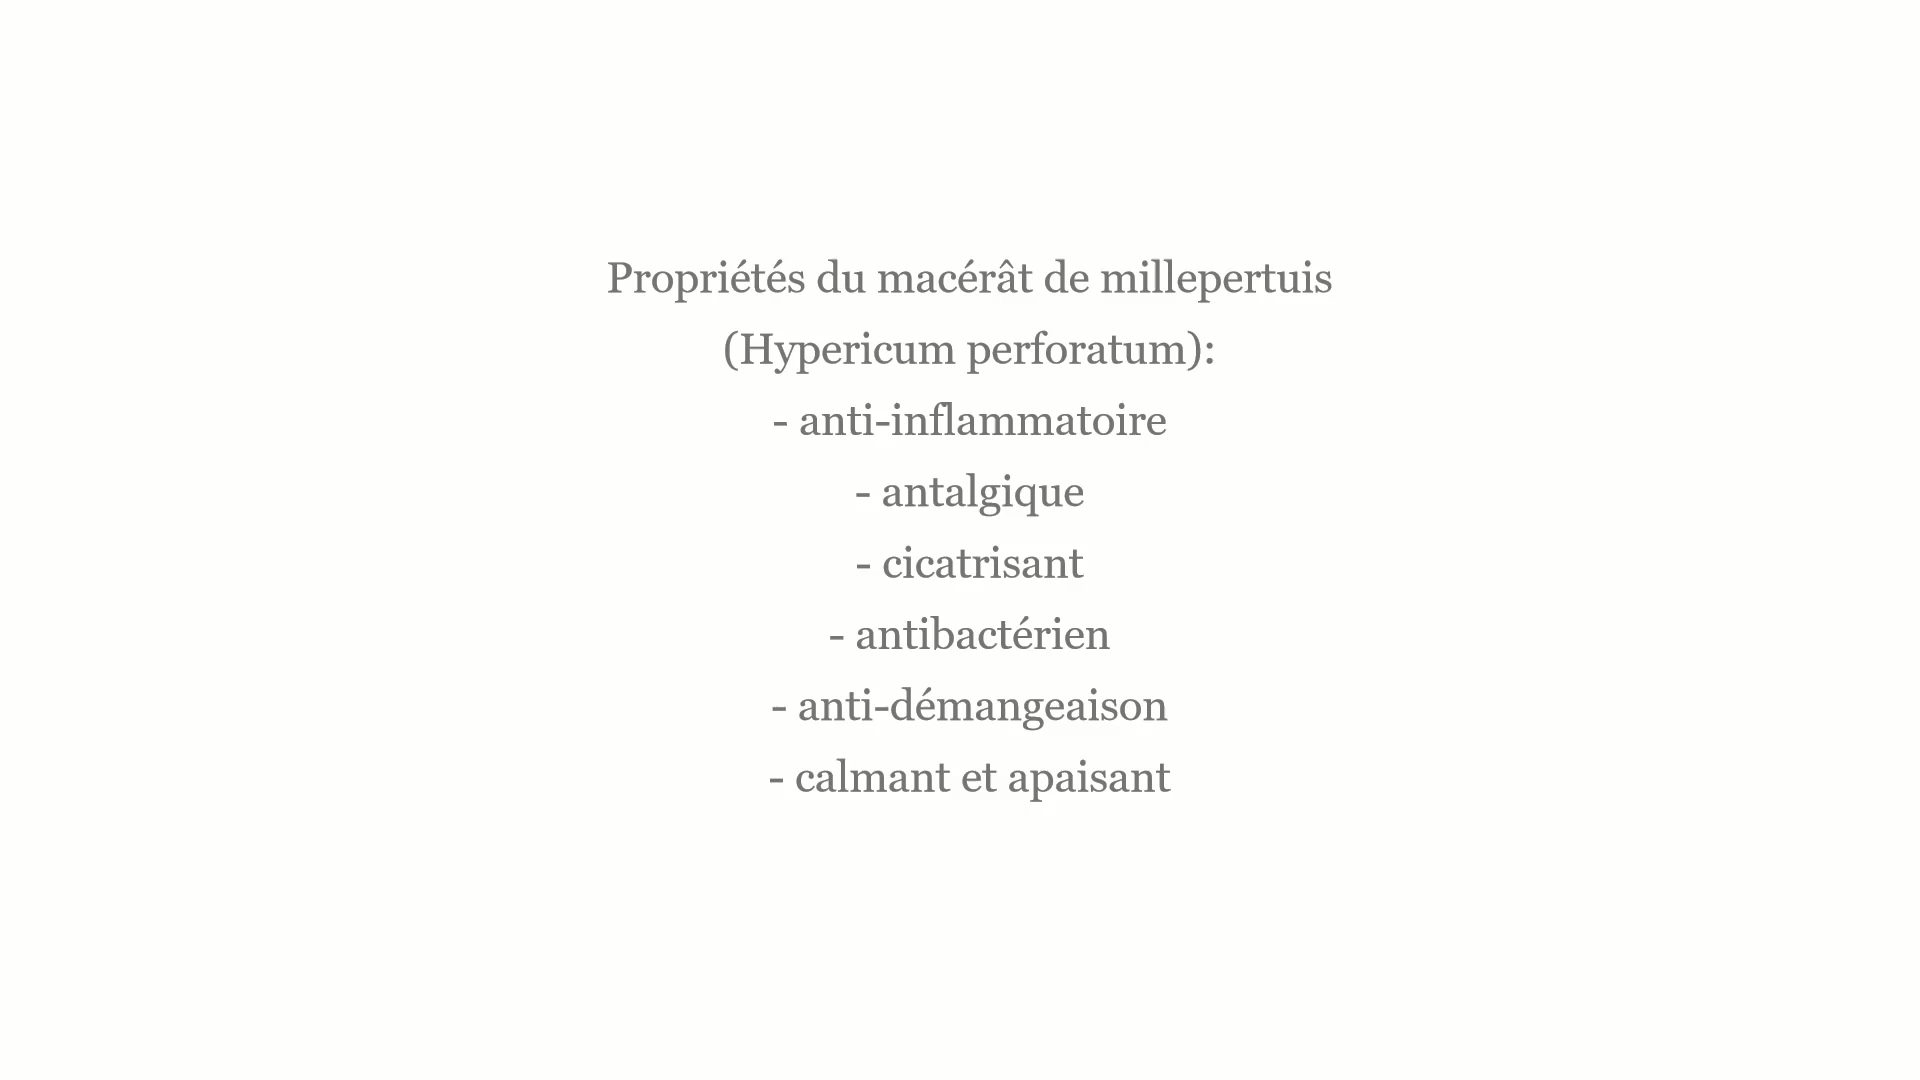 Propriétés du macérât de millepertuis
(Hypericum perforatum):
- anti-inflammatoire
- antalgique
- cicatrisant
- antibactérien
- anti-démangeaison
- calmant et apaisant